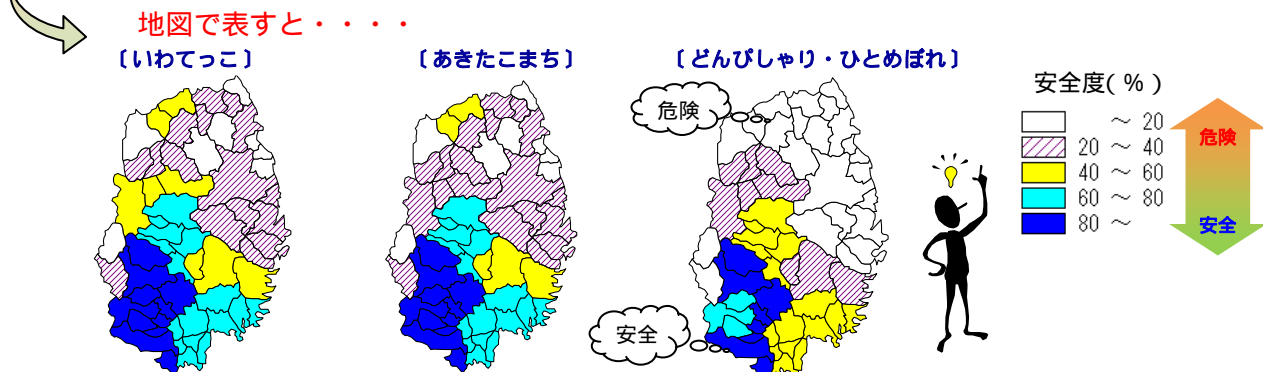 地図で表すと・・・・
〔いわてっこ〕
〔あきたこまち〕
〔どんぴしゃり・ひとめぼれ〕
危険
安全
安全度(％)
～ 20
20 ～ 40
40 ～ 60
60 ～ 80
80 ～
危険
安全